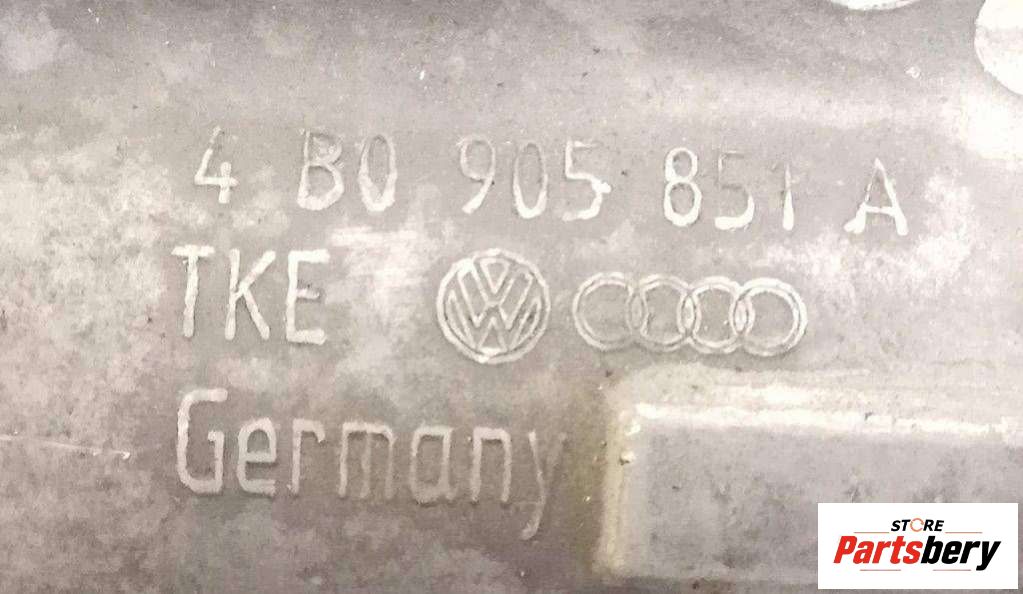 4 B0 905 851 A
TKE
Germany
STORE
Partsbery